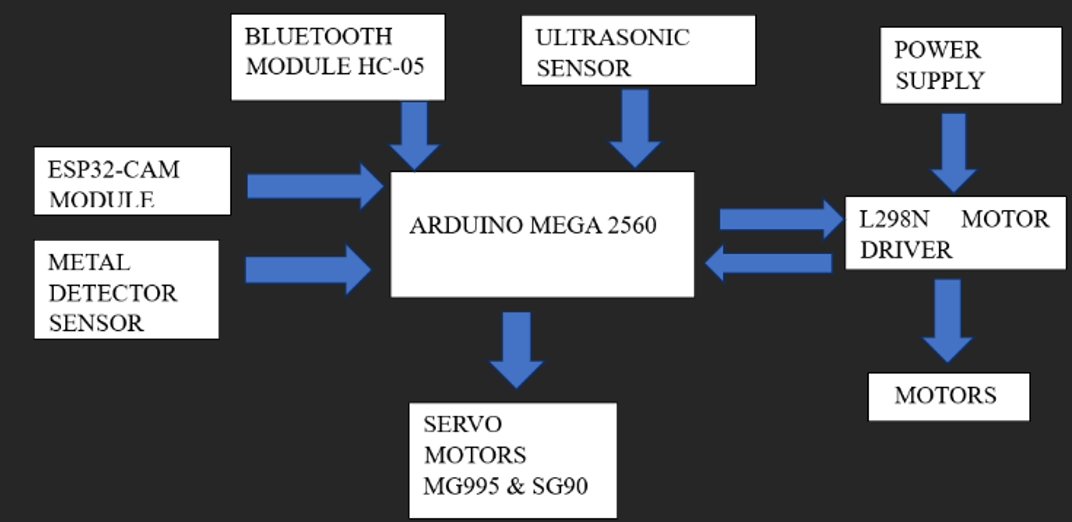 BLUETOOTH
MODULE HC-05
ULTRASONIC
SENSOR
POWER
SUPPLY
ESP32-CAM
MODULE
ARDUINO MEGA 2560
L298N MOTOR
DRIVER
METAL
DETECTOR
SENSOR
MOTORS
SERVO
MOTORS
MG995 & SG90